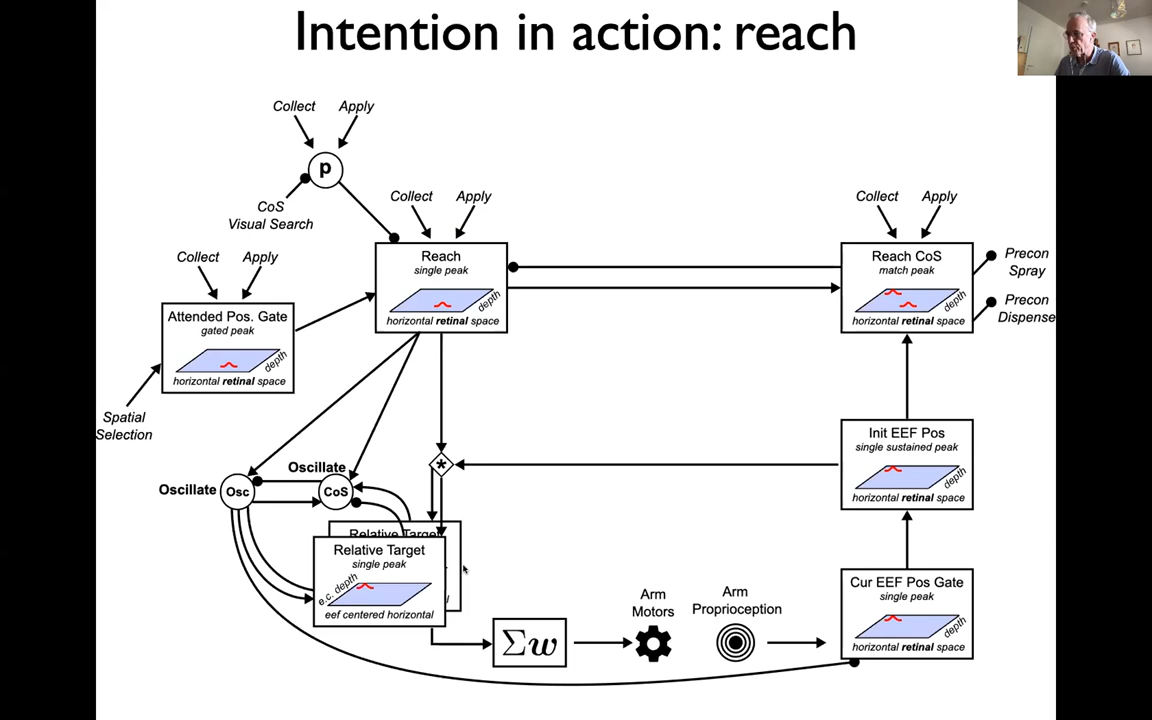 Intention in action: reach
Collect Apply
p
CoS
Visual Search
Collect Apply
Reach
single peak
depth
horizontal retinal space
Collect Apply
Reach CoS
match peak
depth
horizontal retinal space
Precon
Spray
Precon
Dispense
Collect Apply
Attended Pos. Gate
gated peak
depth
horizontal retinal space
Spatial
Selection
*
Init EEF Pos
single sustained peak
depth
horizontal retinal space
Oscillate
Oscillate
Osc
CoS
Relative Target
l
Relative Target
single peak
e.c. depth
eef centered horizontal
Σw
Arm
Motors
Arm
Proprioception
Cur EEF Pos Gate
single peak
depth
horizontal retinal space